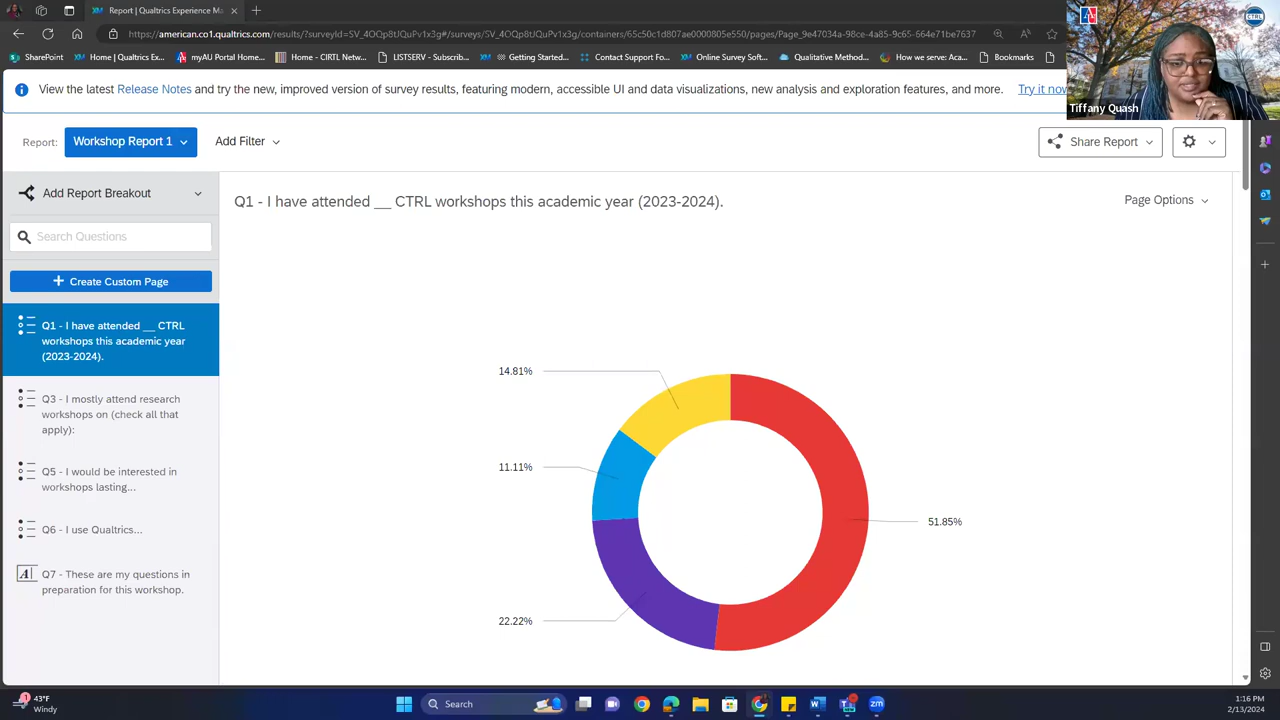 Report | Qualtrics Experience Ma
https://american.co1.qualtrics.com/results/?surveyId=SV_4OQp8tJQuPv1x3g#/surveys/SV_4OQp8tJQuPv1x3g/containers/65c50c1d807ae0000805e550/pages/Page_9e47034a-98ce-4a85-9c65-664e71be7637
SharePoint
Home | Qualtrics Ex...
myAU Portal Home...
Home - CIRTL Netw...
LISTSERV - Subscrib...
Getting Started...
Contact Support Fo...
Online Survey Soft...
Qualitative Method...
How we serve: Aca...
Bookmarks
CTRL
Tiffany Quash
View the latest Release Notes and try the new, improved version of survey results, featuring modern, accessible UI and data visualizations, new analysis and exploration features, and more. Try it now
Report:
Workshop Report 1
Add Filter
Share Report
Add Report Breakout
Search Questions
Create Custom Page
Q1 - I have attended __ CTRL
workshops this academic year
(2023-2024).
Q3 - I mostly attend research
workshops on (check all that
apply):
Q5 - I would be interested in
workshops lasting...
Q6 - I use Qualtrics...
Q7 - These are my questions in
preparation for this workshop.
Q1 - I have attended __ CTRL workshops this academic year (2023-2024).
Page Options
14.81%
11.11%
51.85%
22.22%
43°F
Windy
Search
1:16 PM
2/13/2024